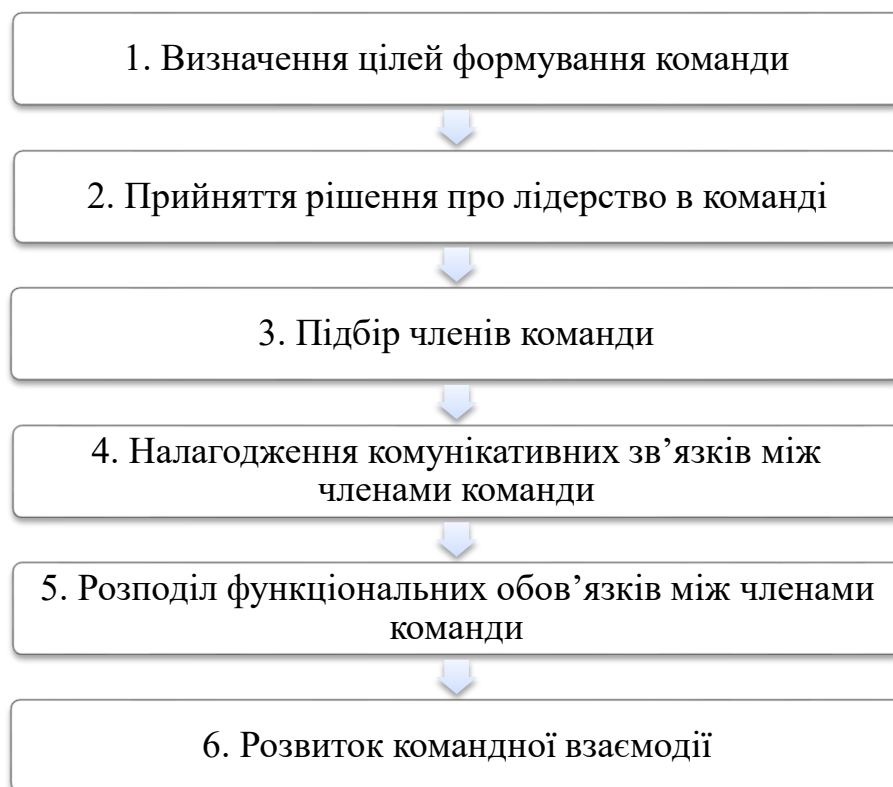 1. Визначення цілей формування команди
2. Прийняття рішення про лідерство в команді
3. Підбір членів команди
4. Налагодження комунікативних зв’язків між
членами команди
5. Розподіл функціональних обов’язків між членами
команди
6. Розвиток командної взаємодії